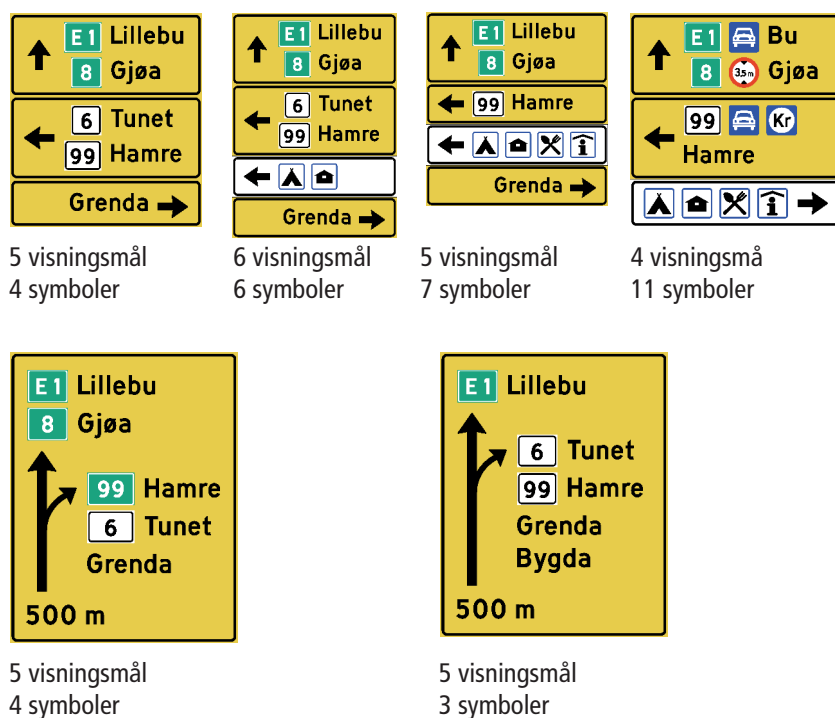 E1 Lillebu
8 Gjøa
6 Tunet
99 Hamre
Grenda
5 visningsmål
4 symboler
E1 Lillebu
8 Gjøa
6 Tunet
99 Hamre
Grenda
6 visningsmål
6 symboler
E1 Lillebu
8 Gjøa
99 Hamre
Grenda
5 visningsmål
7 symboler
E1 Bu
8 3,5 m Gjøa
99 Kr
Hamre
4 visningsmå
11 symboler
E1 Lillebu
8 Gjøa
99 Hamre
6 Tunet
Grenda
500 m
5 visningsmål
4 symboler
E1 Lillebu
6 Tunet
99 Hamre
Grenda
Bygda
500 m
5 visningsmål
3 symboler